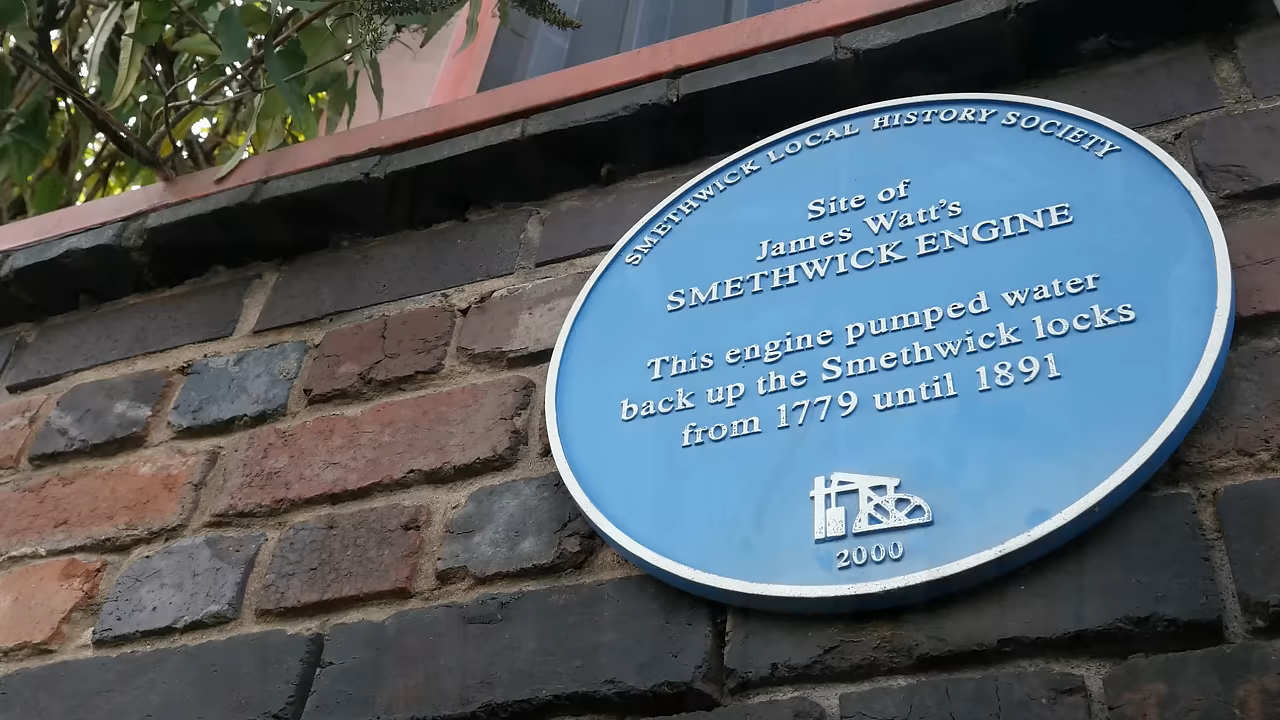 SMETHWICK LOCAL HISTORY SOCIETY
Site of
James Watt's
SMETHWICK ENGINE
This engine pumped water
back up the Smethwick locks
from 1779 until 1891
2000